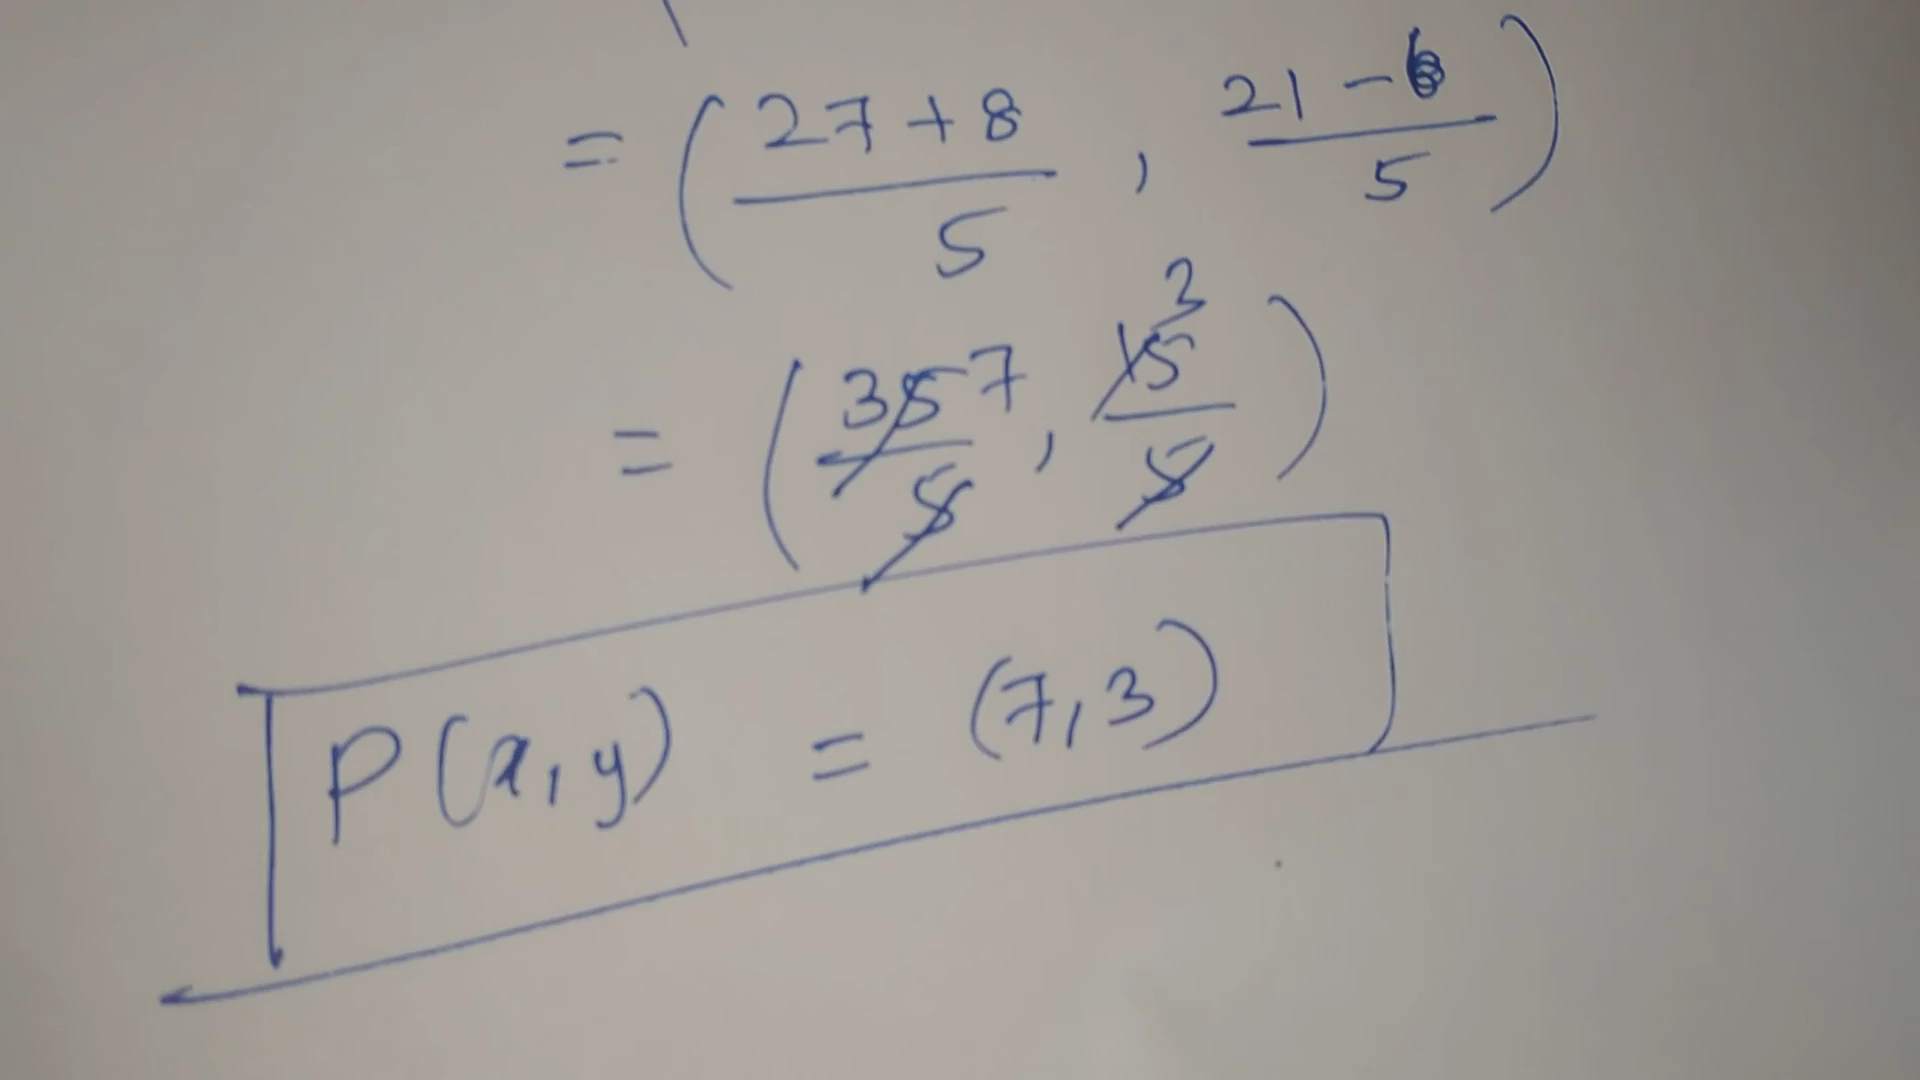 = ( 27 + 8 / 5 , 21 - 6 / 5 )
= ( 35 7 / 5 , 15 3 / 5 )
P(x, y) = (7, 3)